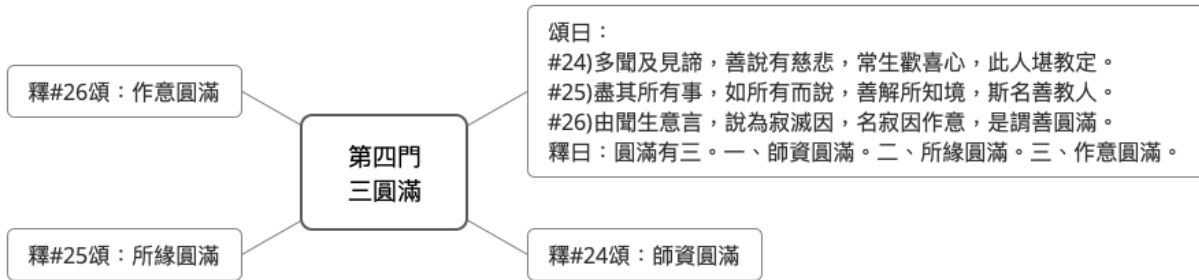 第四門
三圓滿
頌曰：
#24)多聞及見諦，善說有慈悲，常生歡喜心，此人堪教定。
#25)盡其所有事，如所有而說，善解所知境，斯名善教人。
#26)由聞生意言，說為寂滅因，名寂因作意，是謂善圓滿。
釋曰：圓滿有三。一、師資圓滿。二、所緣圓滿。三、作意圓滿。
釋#24頌：師資圓滿
釋#25頌：所緣圓滿
釋#26頌：作意圓滿